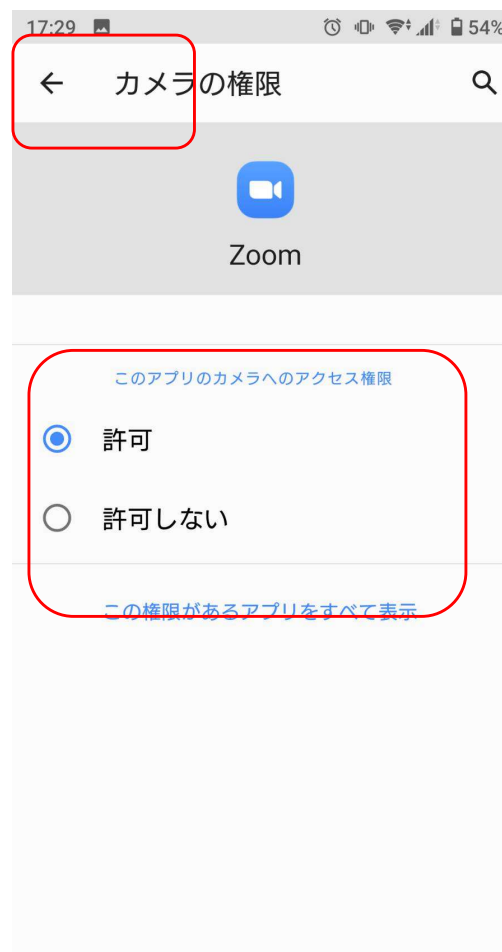 17:29 54%
カメラの権限
Zoom
このアプリのカメラへのアクセス権限
許可
許可しない
この権限があるアプリをすべて表示